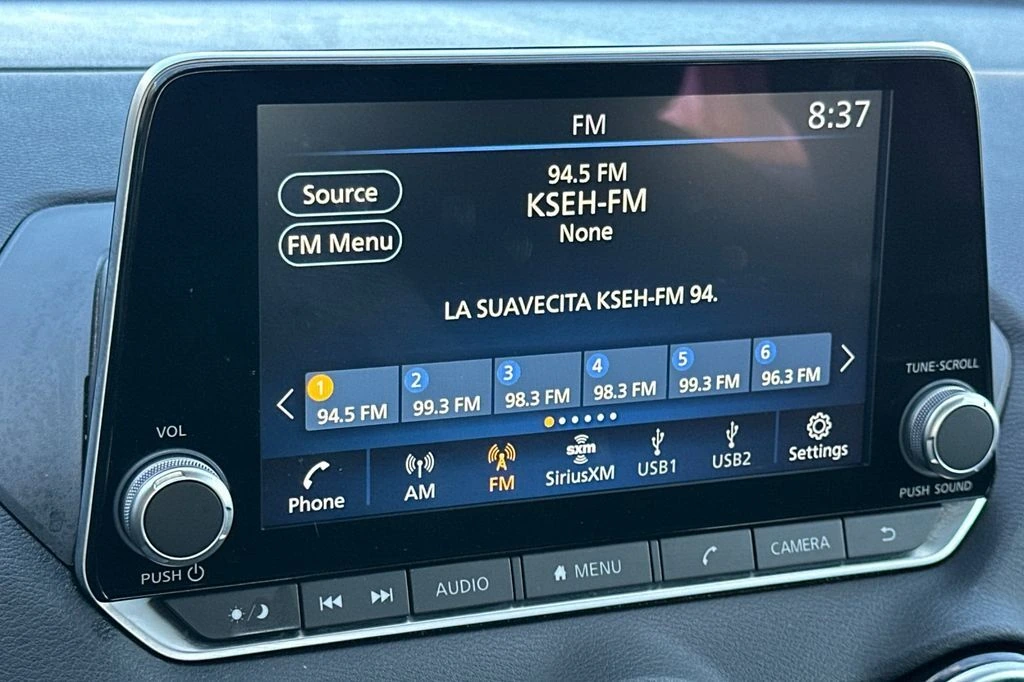 FM
8:37
Source
94.5 FM
KSEH-FM
FM Menu
None
LA SUAVECITA KSEH-FM 94.
1 2 3 4 5 6
94.5 FM 99.3 FM 98.3 FM 98.3 FM 99.3 FM 96.3 FM
Phone AM FM sxm SiriusXM USB1 USB2 Settings
VOL
PUSH
TUNE·SCROLL
PUSH SOUND
AUDIO MENU CAMERA